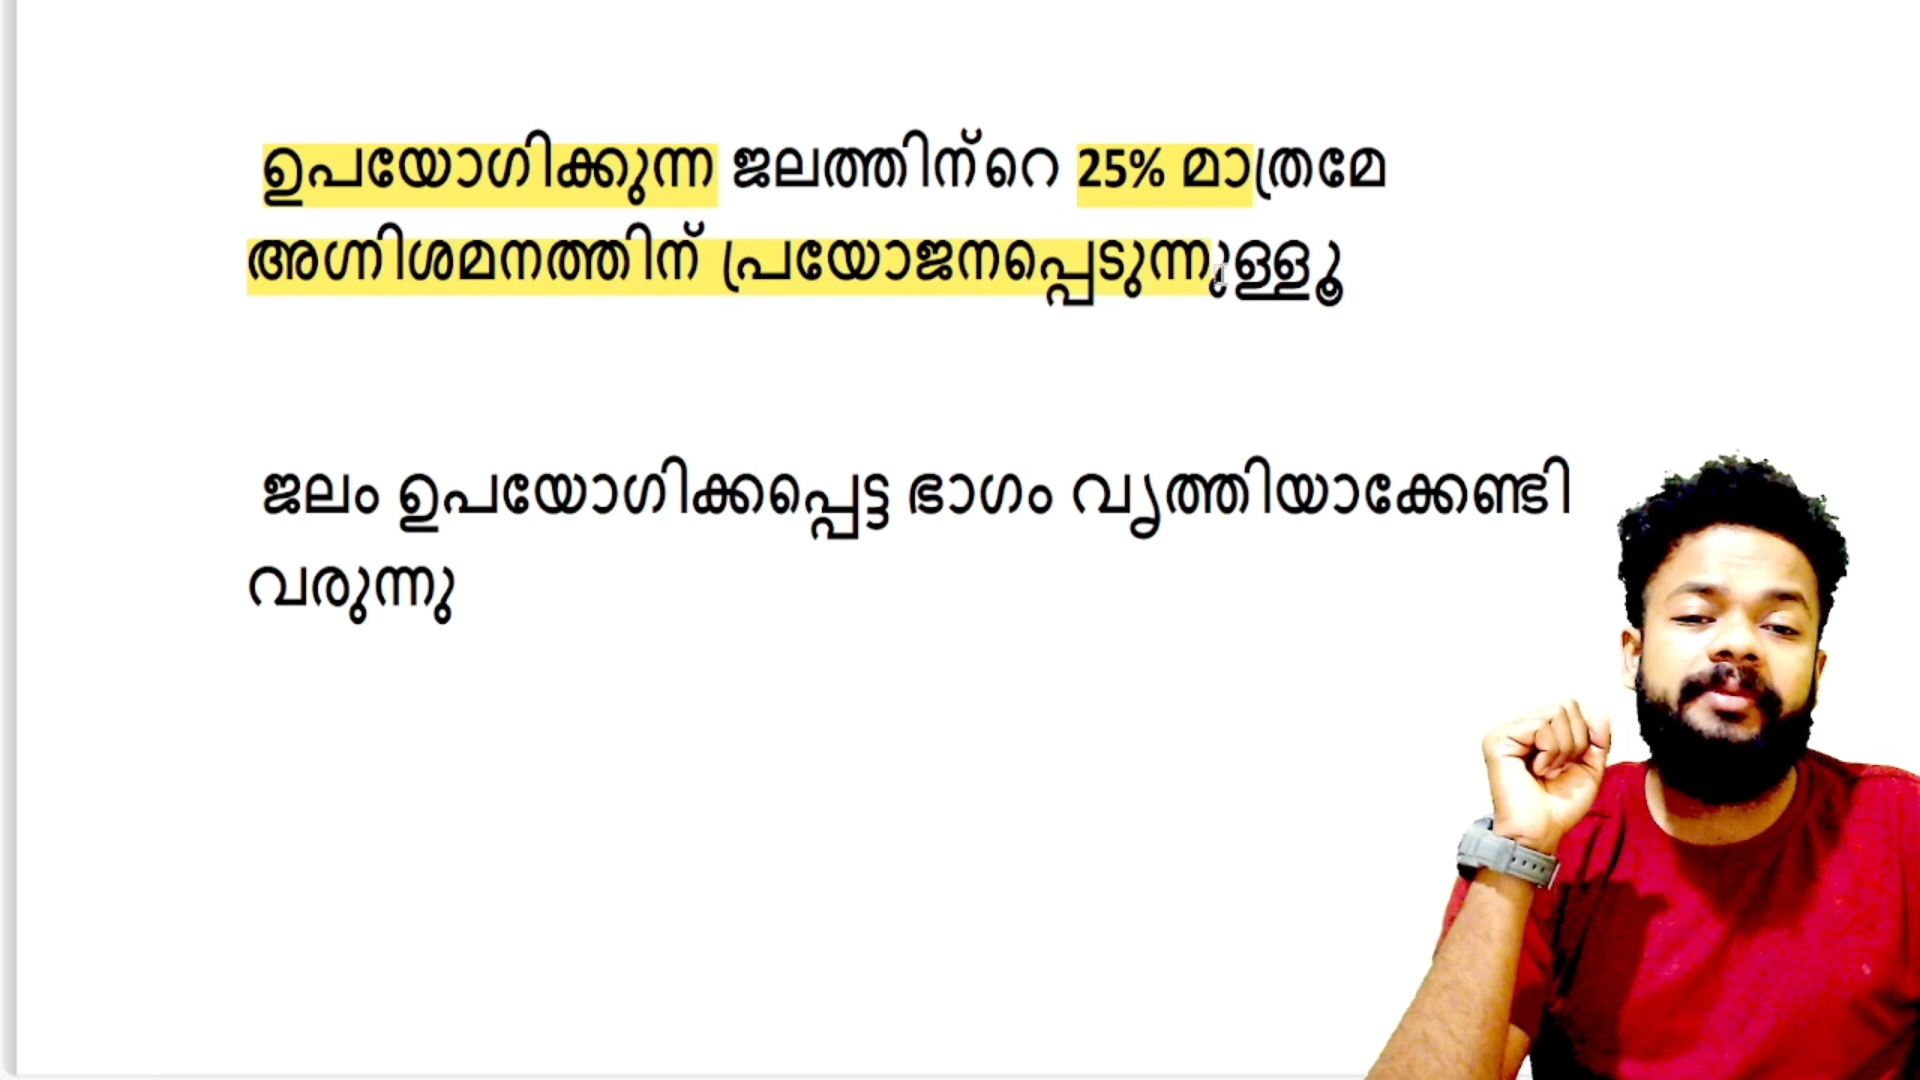 ഉപയോഗിക്കുന്ന ജലത്തിന്റെ 25% മാത്രമേ
അഗ്നിശമനത്തിന് പ്രയോജനപ്പെടുന്നുള്ളൂ
ജലം ഉപയോഗിക്കപ്പെട്ട ഭാഗം വൃത്തിയാക്കേണ്ടി
വരുന്നു